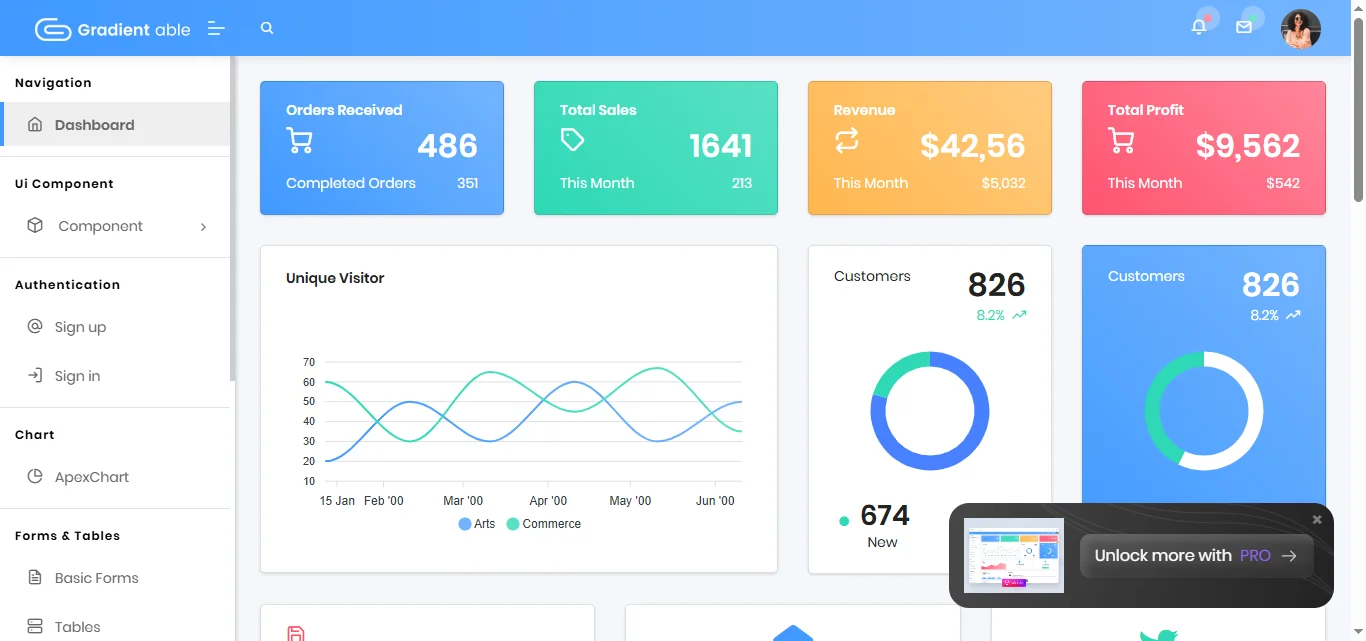 Gradient able
Navigation
Dashboard
Ui Component
Component
Authentication
Sign up
Sign in
Chart
ApexChart
Forms & Tables
Basic Forms
Tables
Orders Received
486
Completed Orders 351
Total Sales
1641
This Month 213
Revenue
$42,56
This Month $5,032
Total Profit
$9,562
This Month $542
Unique Visitor
70
60
50
40
30
20
10
15 Jan Feb '00 Mar '00 Apr '00 May '00 Jun '00
Arts Commerce
Customers 826
8.2%
674
New
Customers 826
8.2%
Unlock more with PRO →